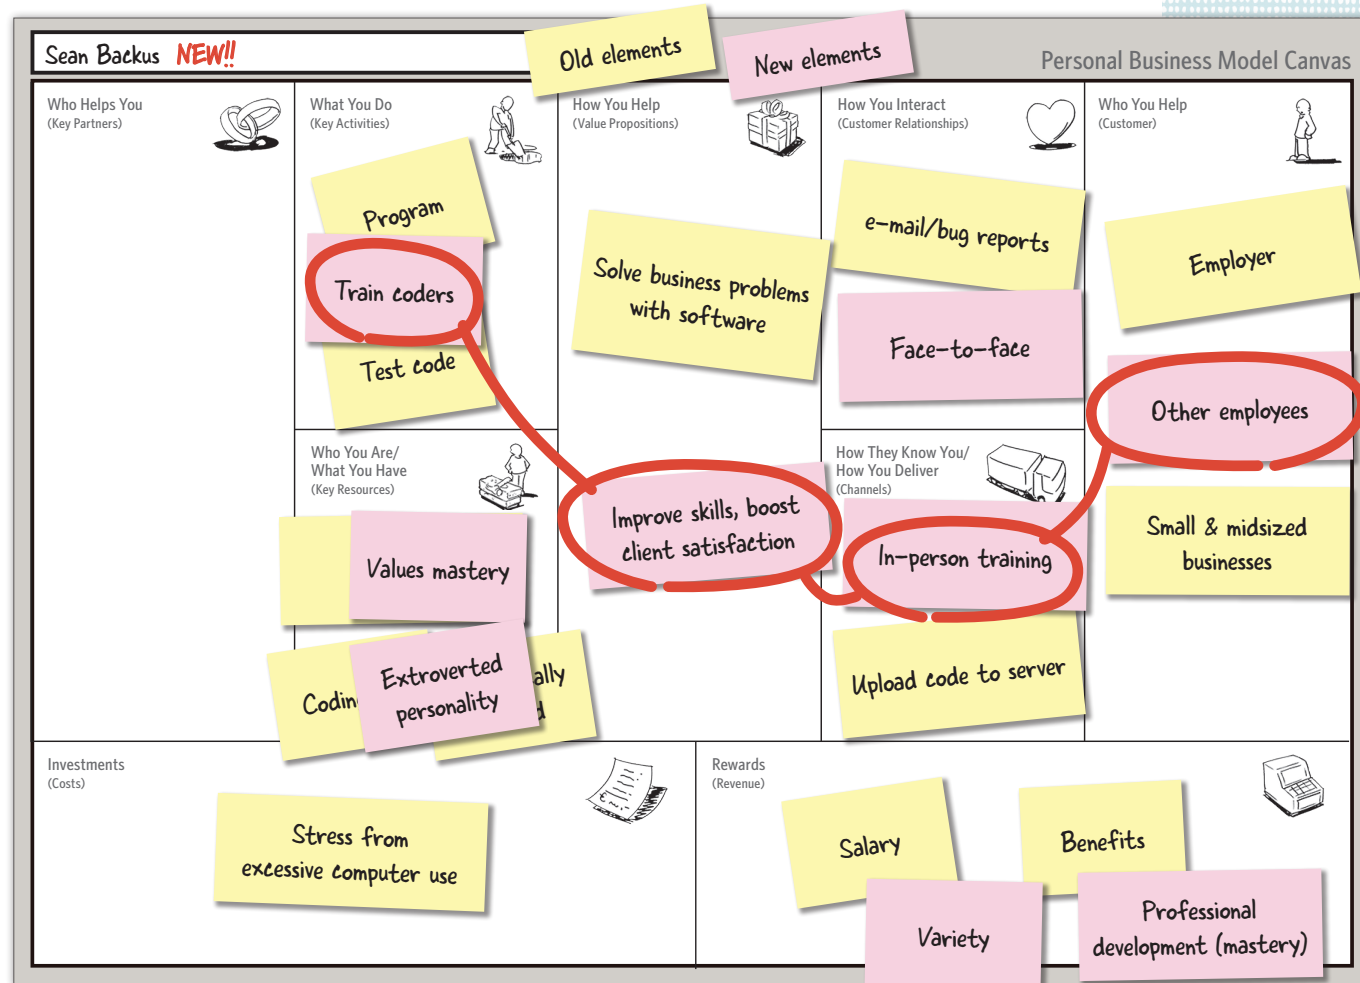 Sean Backus NEW!!
Old elements
New elements
Personal Business Model Canvas
Who Helps You
(Key Partners)
What You Do
(Key Activities)
How You Help
(Value Propositions)
How You Interact
(Customer Relationships)
Who You Help
(Customer)
Program
Train coders
Test code
Solve business problems
with software
e-mail/bug reports
Face-to-face
Employer
Other employees
Small & midsized
businesses
Who You Are/
What You Have
(Key Resources)
Values mastery
Extroverted
personality
Improve skills, boost
client satisfaction
How They Know You/
How You Deliver
(Channels)
In-person training
Upload code to server
Investments
(Costs)
Stress from
excessive computer use
Rewards
(Revenue)
Salary
Benefits
Variety
Professional
development (mastery)